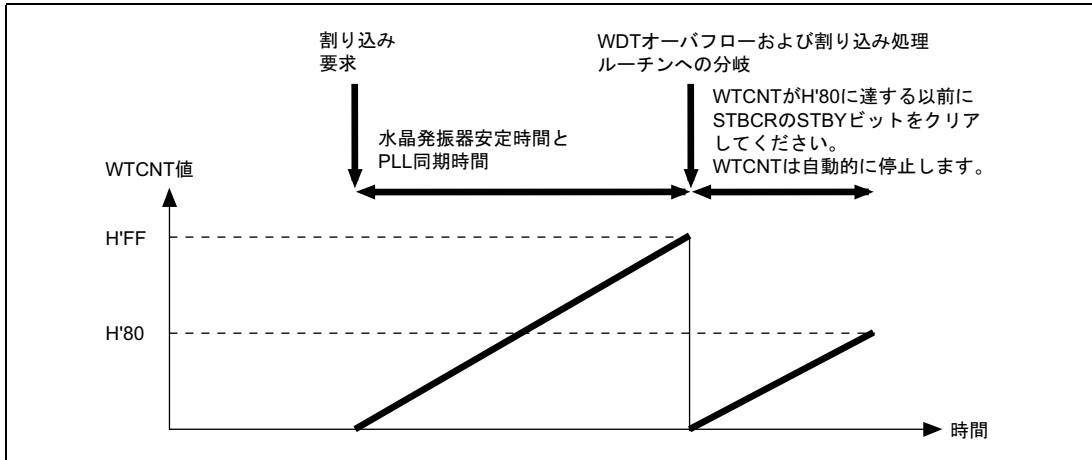 割り込み
要求
WDTオーバフローおよび割り込み処理
ルーチンへの分岐
WTCNTがH'80に達する以前に
STBCRのSTBYビットをクリア
してください。
WTCNTは自動的に停止します。
水晶発振器安定時間と
PLL同期時間
WTCNT値
H'FF
H'80
時間